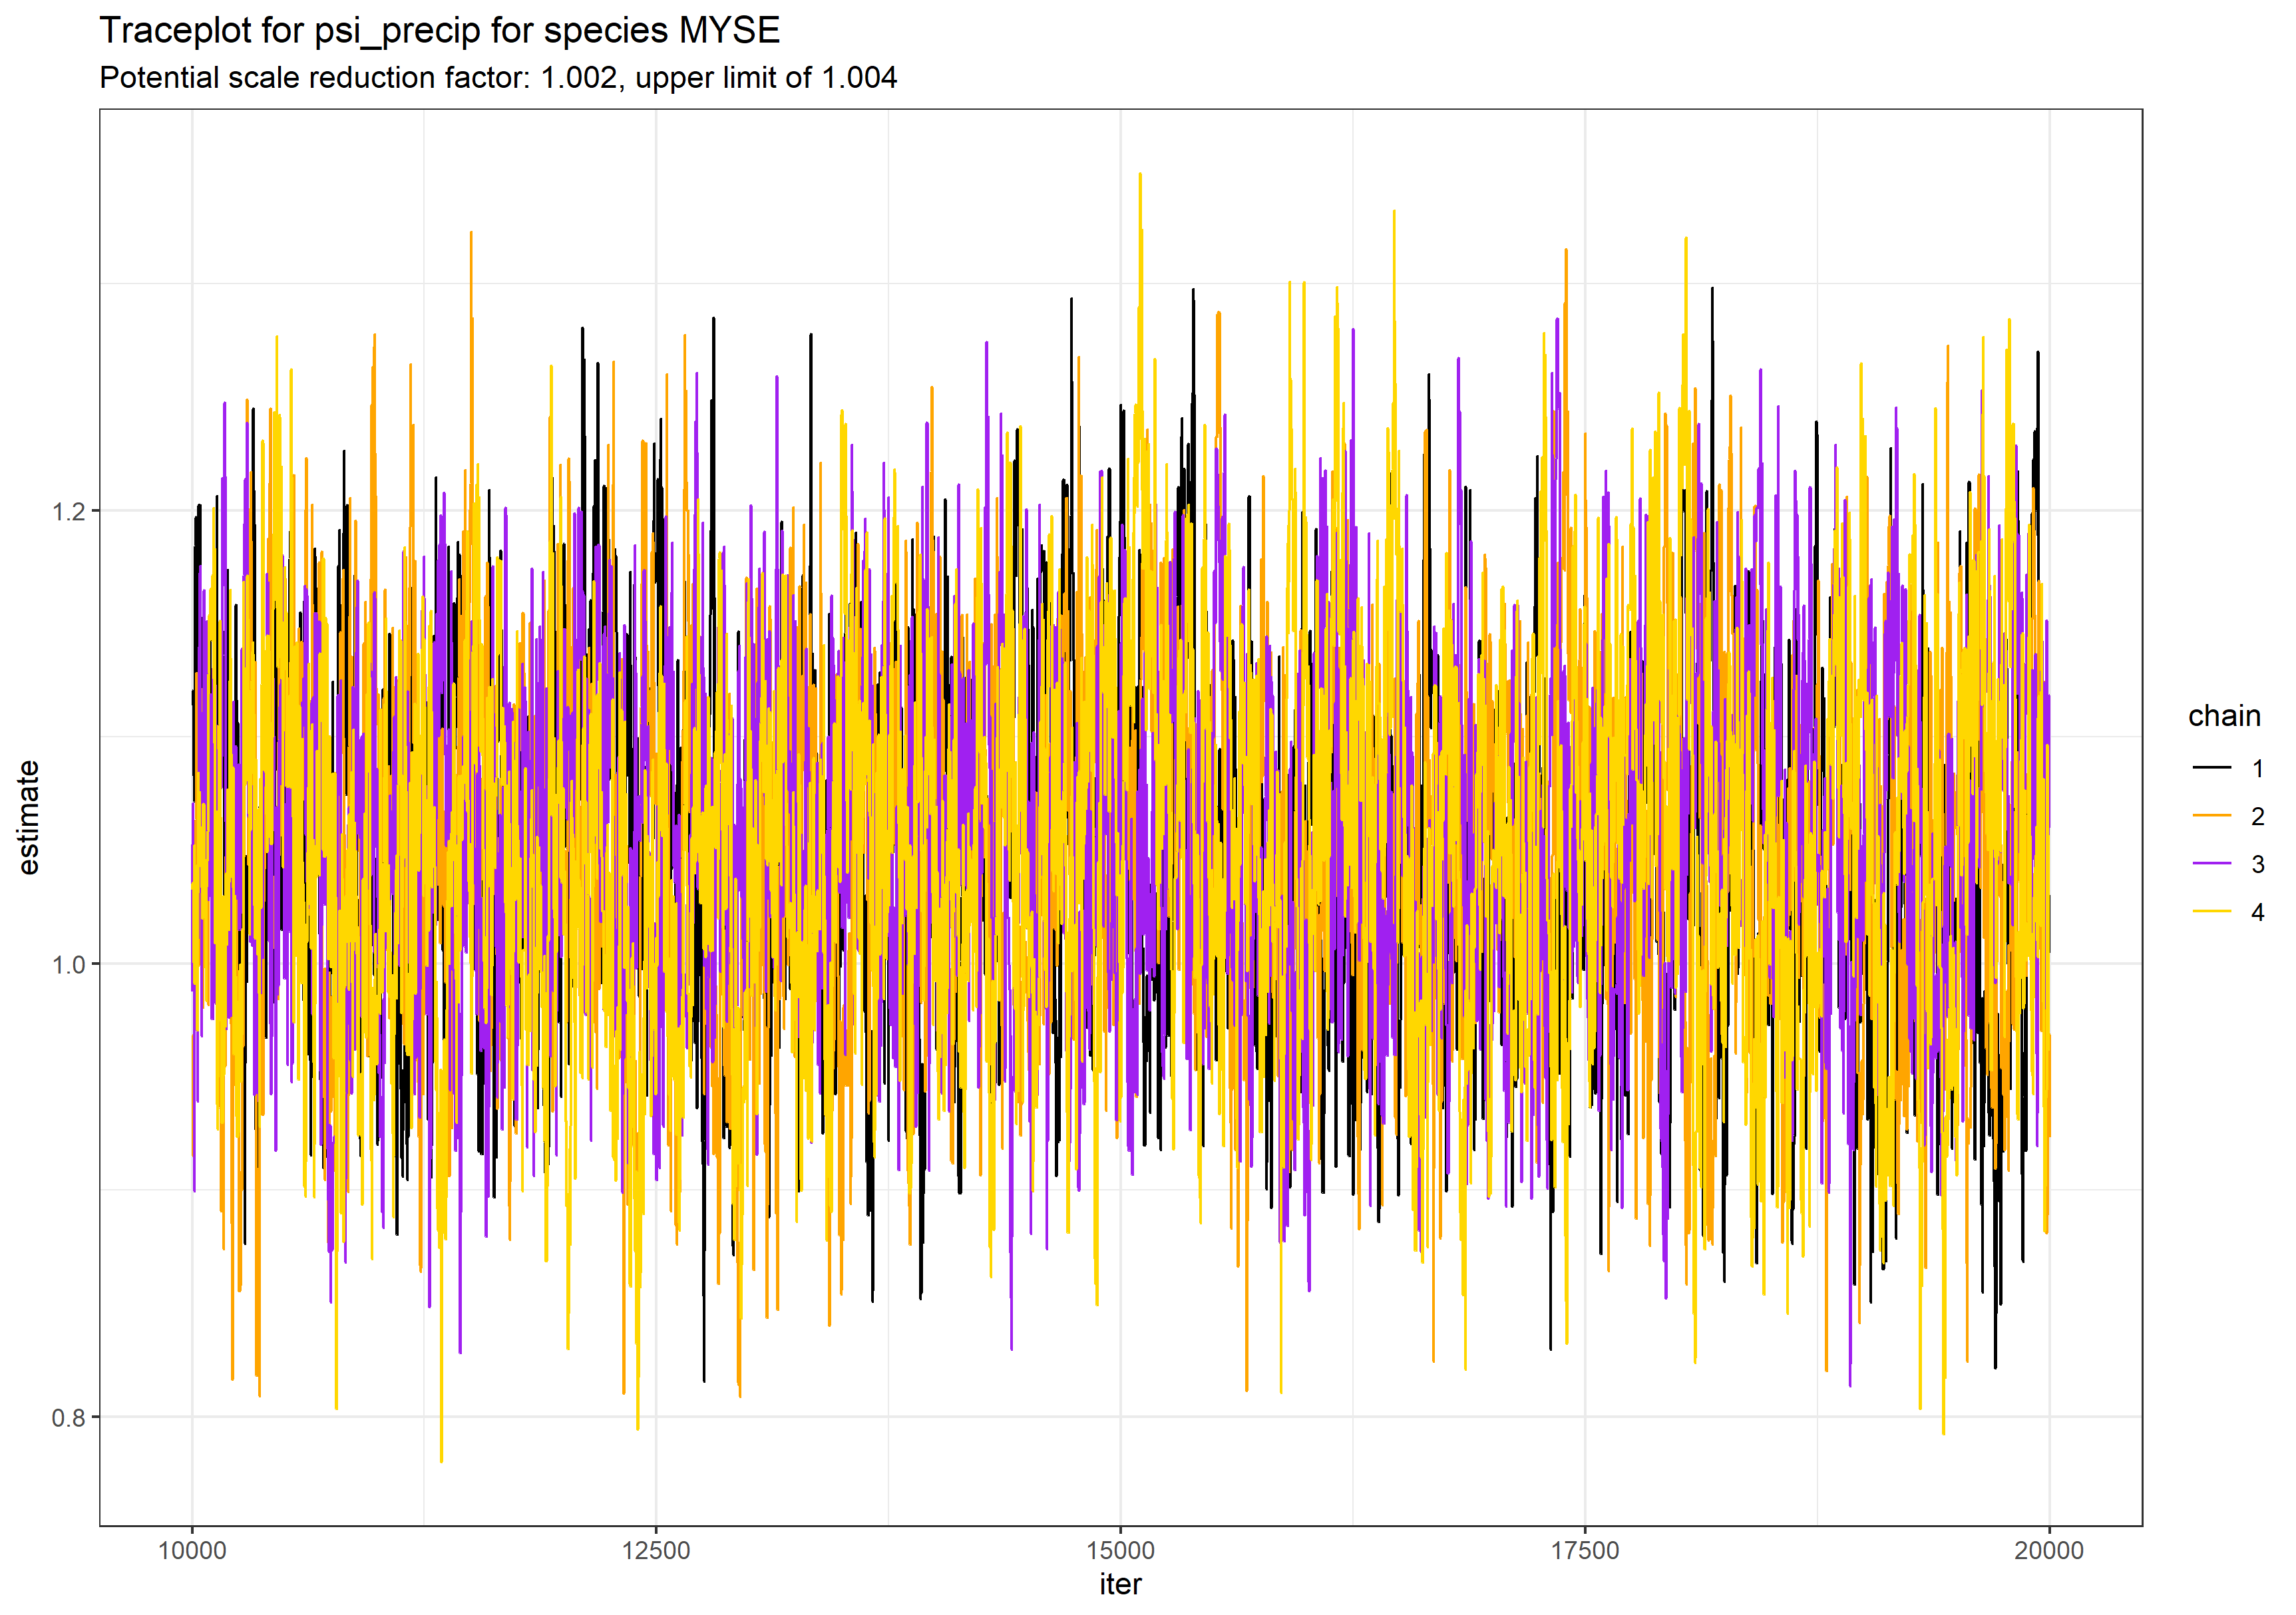 Traceplot for psi_precip for species MYSE
Potential scale reduction factor: 1.002, upper limit of 1.004
estimate
1.2
1.0
0.8
10000
12500
15000
17500
20000
iter
chain
1
2
3
4